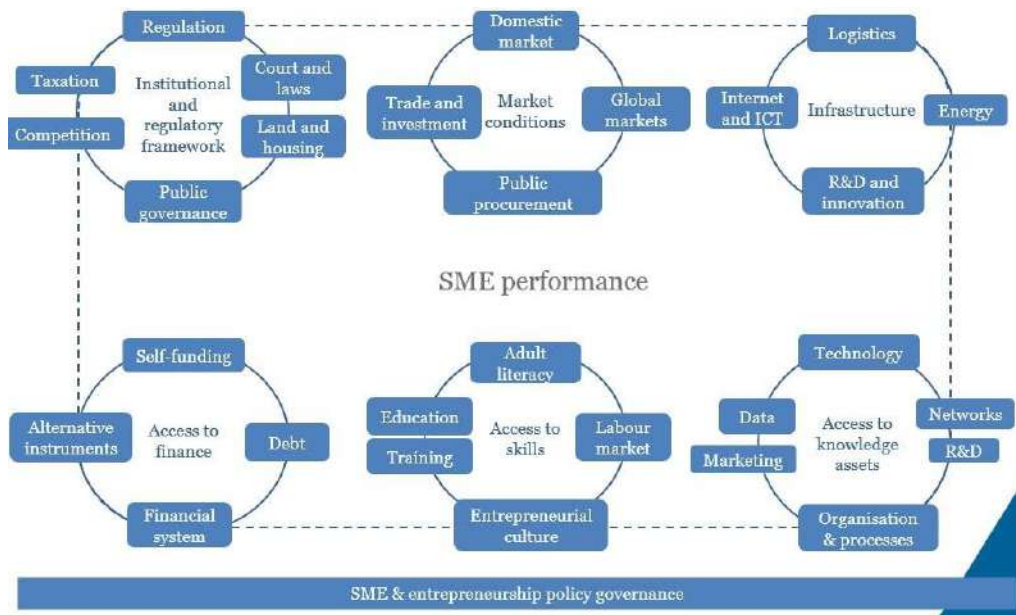 Regulation
Taxation
Competition
Institutional
and
regulatory
framework
Court and
laws
Land and
housing
Public
governance
Domestic
market
Trade and
investment
Market
conditions
Global
markets
Public
procurement
Logistics
Internet
and ICT
Infrastructure
Energy
R&D and
innovation
SME performance
Self-funding
Alternative
instruments
Access to
finance
Debt
Financial
system
Adult
literacy
Education
Training
Access to
skills
Labour
market
Entrepreneurial
culture
Technology
Data
Marketing
Access to
knowledge
assets
Networks
R&D
Organisation
& processes
SME & entrepreneurship policy governance